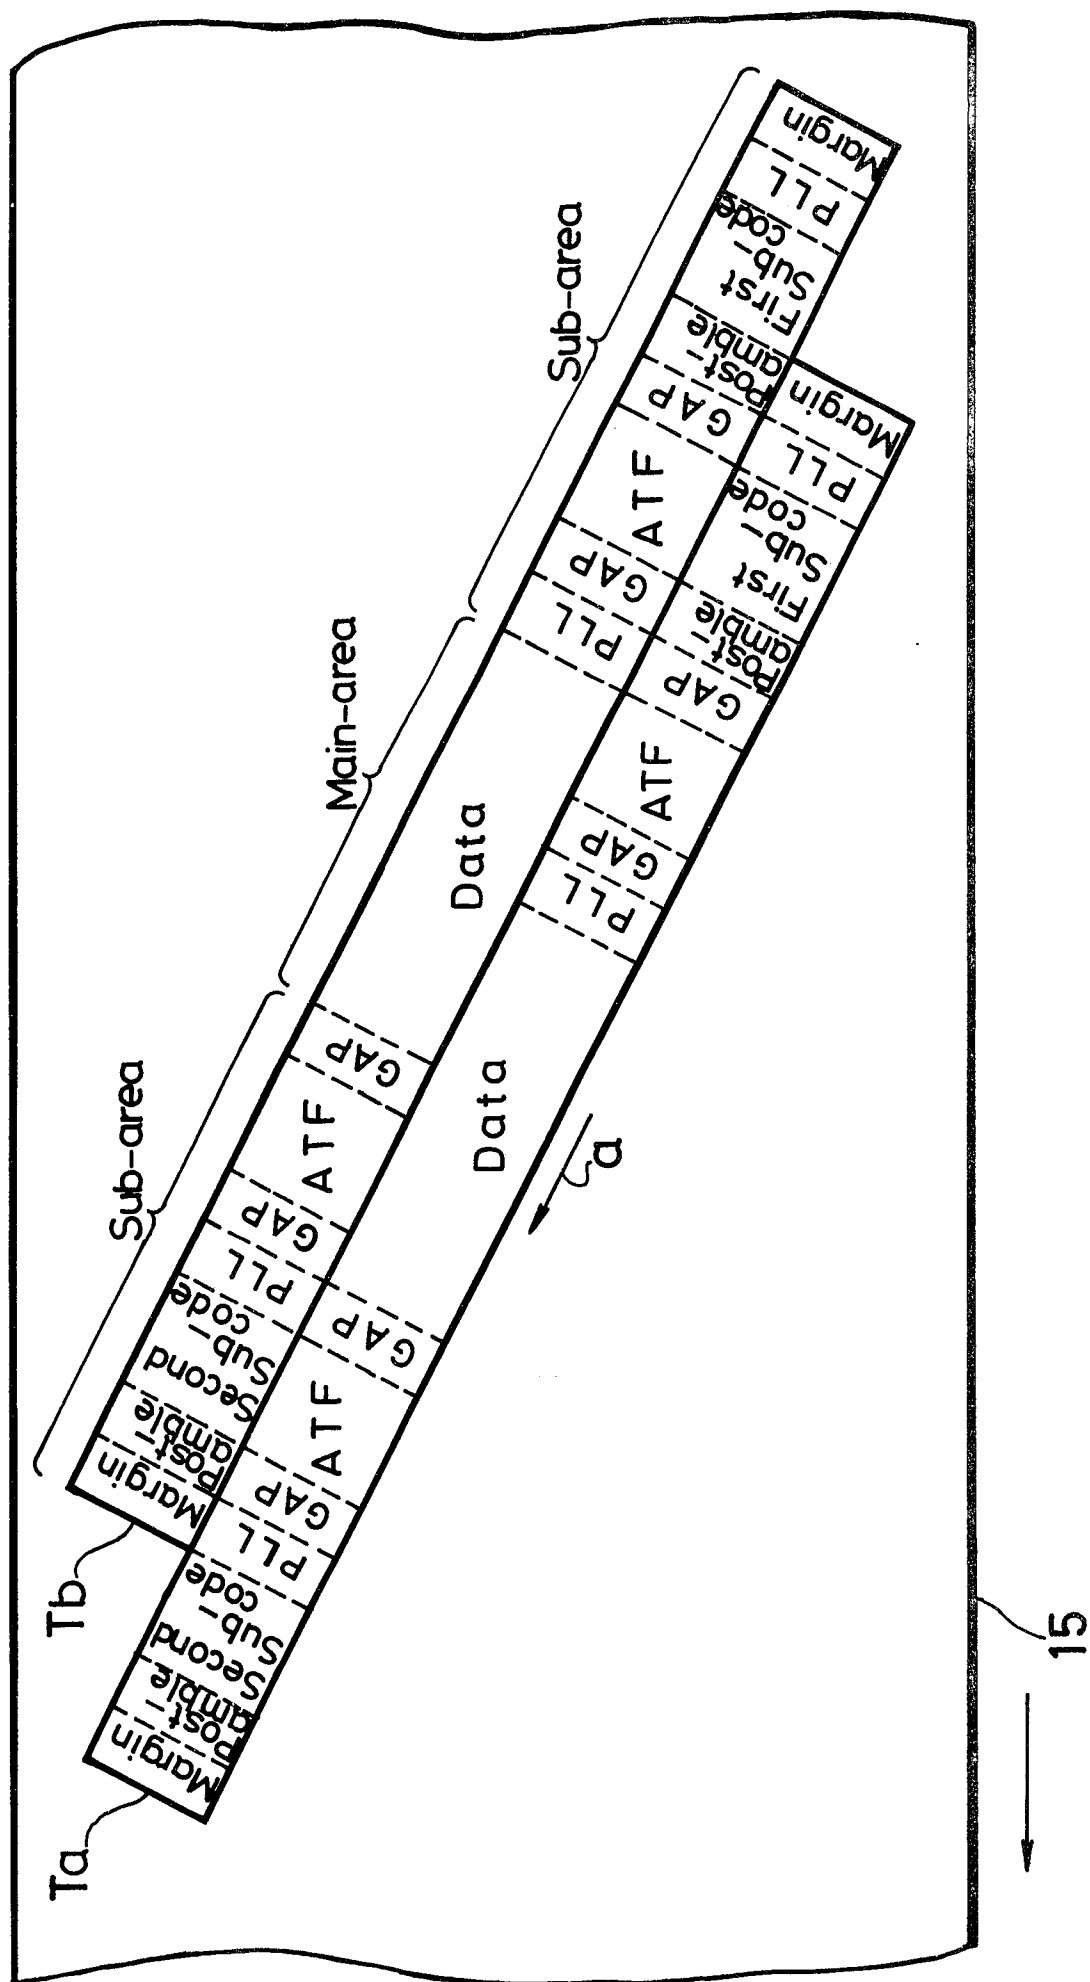 Sub-area
Main-area
Sub-area
Tb
Margin
Post-
amble
Second
Sub-
code
PLL
GAP
ATF
GAP
Data
PLL
GAP
ATF
GAP
Post-
amble
First
Sub-
code
PLL
Margin
Ta
Margin
Post-
amble
Second
Sub-
code
PLL
GAP
ATF
GAP
Data
PLL
GAP
ATF
GAP
Post-
amble
First
Sub-
code
PLL
Margin
a
15